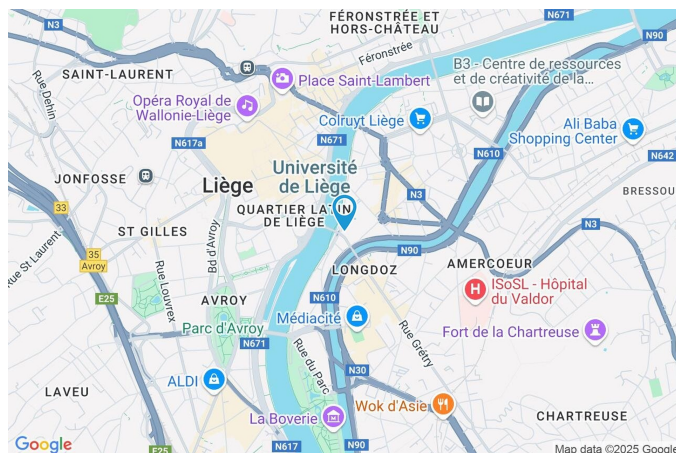 FÉRONSTRÉE ET
HORS-CHÂTEAU
N671
N3
N90
Féronstrée
SAINT-LAURENT
B3 - Centre de ressources
et de créativité de la...
Place Saint-Lambert
Rue Dehin
Opéra Royal de
Wallonie-Liège
Colruyt Liège
Ali Baba
Shopping Center
N671
N617a
N610
N642
Université
de Liège
JONFOSSE
Liège
N3
BRESSOU
33
QUARTIER LAT
DE LIÈGE
IN
N3
ST GILLES
Bd d'Avroy
N90
35
Avroy
Rue St Laurent
LONGDOZ
AMERCOEUR
Rue Louvrex
E25
AVROY
N610
ISoSL - Hôpital
du Valdor
Médiacité
Parc d'Avroy
Fort de la Chartreuse
N671
Rue Grétry
Rue du Parc
ALDI
N30
LAVEU
Wok d'Asie
La Boverie
CHARTREUSE
Google
N617
N90
Map data ©2025 Google